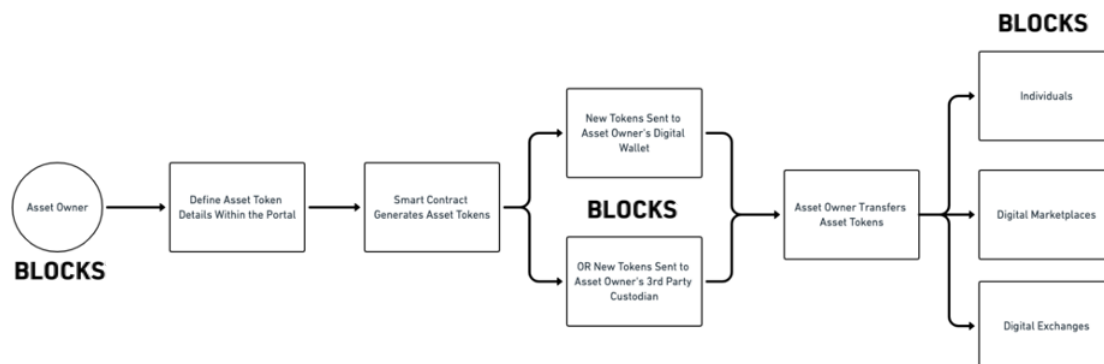 Asset Owner
BLOCKS
Define Asset Token
Details Within the Portal
Smart Contract
Generates Asset Tokens
New Tokens Sent to
Asset Owner's Digital
Wallet
BLOCKS
OR New Tokens Sent to
Asset Owner's 3rd Party
Custodian
Asset Owner Transfers
Asset Tokens
BLOCKS
Individuals
Digital Marketplaces
Digital Exchanges